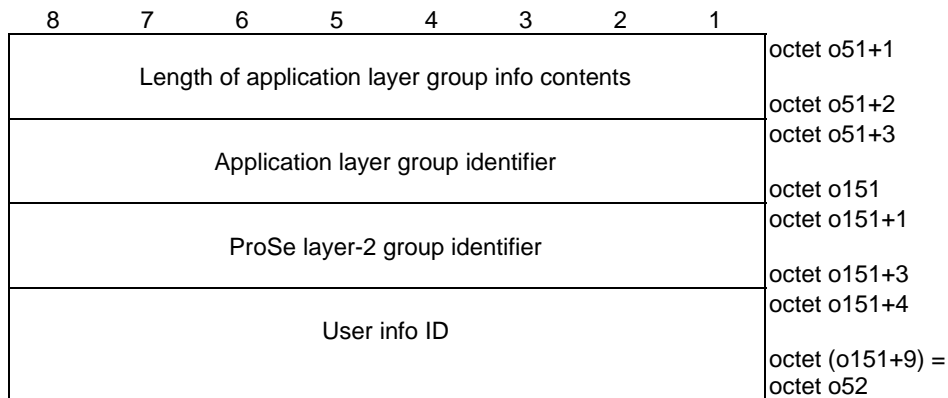 8 7 6 5 4 3 2 1
Length of application layer group info contents
octet o51+1
octet o51+2
Application layer group identifier
octet o51+3
octet o151
ProSe layer-2 group identifier
octet o151+1
octet o151+3
User info ID
octet o151+4
octet (o151+9) =
octet o52